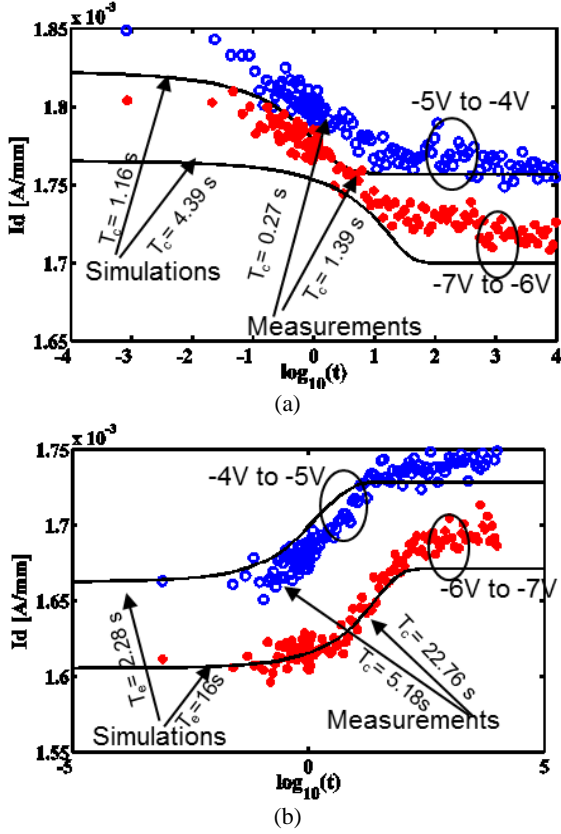 x 10⁻³
1.85
1.8
1.75
1.7
1.65
Id [A/mm]
-5V to -4V
-7V to -6V
T_c = 1.16 s
T_c = 4.39 s
T_c = 0.27 s
T_c = 1.39 s
Simulations
Measurements
-4 -3 -2 -1 0 1 2 3 4
log₁₀(t)
(a)
x 10⁻³
1.75
1.7
1.65
1.6
1.55
Id [A/mm]
-4V to -5V
-6V to -7V
T_e = 2.28 s
T_e=16s
T_c = 22.76 s
T_c = 5.18s
Simulations
Measurements
-5 0 5
log₁₀(t)
(b)